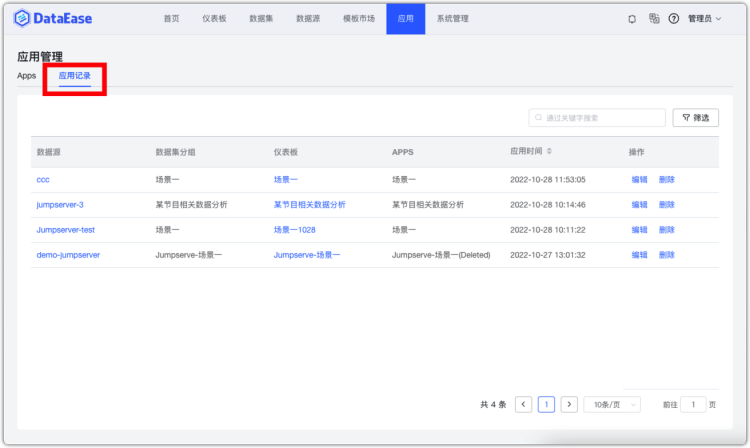 DataEase 首页 仪表板 数据集 数据源 模板市场 应用 系统管理 管理员
应用管理
Apps 应用记录
通过关键字搜索 筛选
数据源 数据集分组 仪表板 APPS 应用时间 操作
ccc 场景一 场景一 场景一 2022-10-28 11:53:05 编辑 删除
jumpserver-3 某节目相关数据分析 某节目相关数据分析 某节目相关数据分析 2022-10-28 10:14:46 编辑 删除
Jumpserver-test 场景一 场景一1028 场景一 2022-10-28 10:11:22 编辑 删除
demo-jumpserver Jumpserve-场景一 Jumpserve-场景一 Jumpserve-场景一(Deleted) 2022-10-27 13:01:32 编辑 删除
共 4 条 1 10条/页 前往 1 页